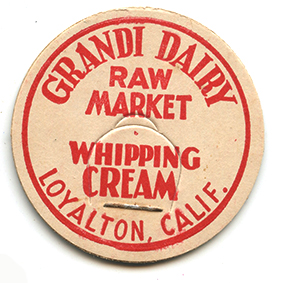 GRANDI DAIRY
RAW
MARKET
WHIPPING
CREAM
LOYALTON, CALIF.